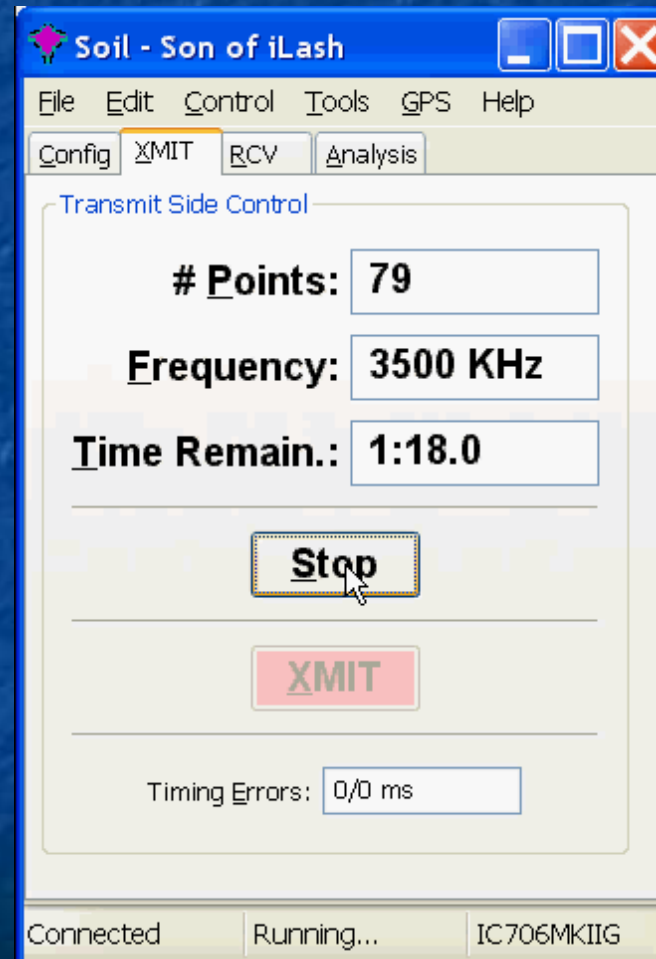 Soil - Son of iLash
File Edit Control Tools GPS Help
Config XMIT RCV Analysis
Transmit Side Control
# Points: 79
Frequency: 3500 KHz
Time Remain.: 1:18.0
Stop
XMIT
Timing Errors: 0/0 ms
Connected Running... IC706MKIIG